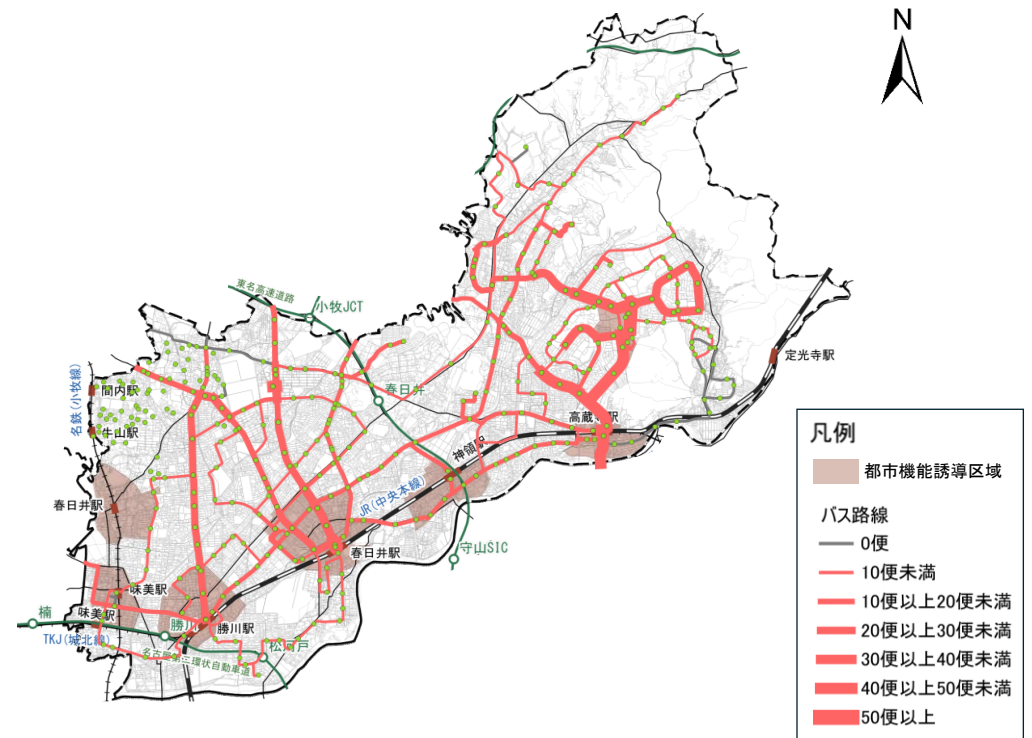 N
東名高速道路
小牧JCT
名鉄(小牧線)
間内駅
牛山駅
春日井
定光寺駅
高蔵寺駅
神領駅
JR(中央本線)
春日井駅
春日井駅
守山SIC
味美駅
味美駅
楠
勝川
勝川駅
TKJ(城北線)
松河戸
名古屋第二環状自動車道
凡例
都市機能誘導区域
バス路線
0便
10便未満
10便以上20便未満
20便以上30便未満
30便以上40便未満
40便以上50便未満
50便以上